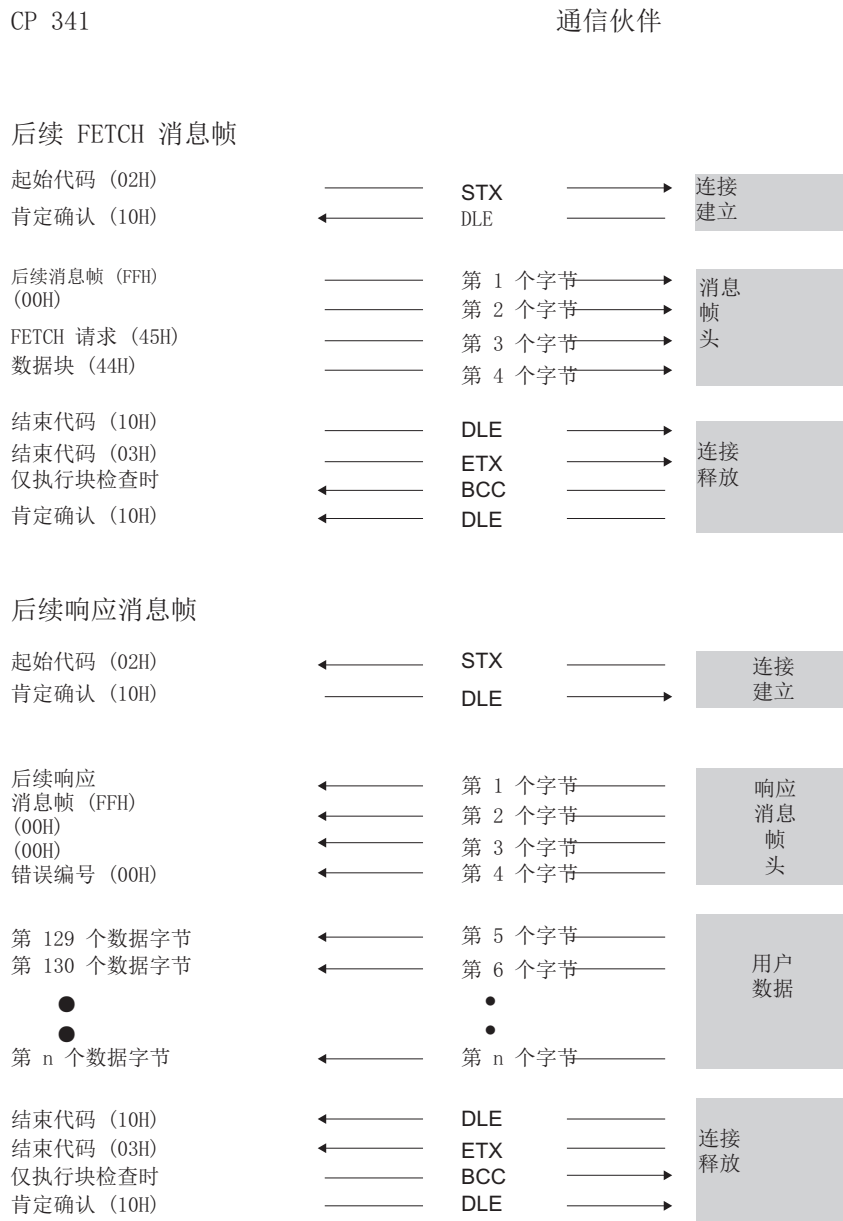 CP 341 通信伙伴
后续 FETCH 消息帧
起始代码 (02H) STX 连接
肯定确认 (10H) DLE 建立
后续消息帧 (FFH) 第 1 个字节 消息
(00H) 第 2 个字节 帧
FETCH 请求 (45H) 第 3 个字节 头
数据块 (44H) 第 4 个字节
结束代码 (10H) DLE
结束代码 (03H) ETX 连接
仅执行块检查时 BCC 释放
肯定确认 (10H) DLE
后续响应消息帧
起始代码 (02H) STX 连接
肯定确认 (10H) DLE 建立
后续响应 第 1 个字节 响应
消息帧 (FFH) 第 2 个字节 消息
(00H) 帧
(00H) 第 3 个字节 头
错误编号 (00H) 第 4 个字节
第 129 个数据字节 第 5 个字节
第 130 个数据字节 第 6 个字节 用户
数据
第 n 个数据字节 第 n 个字节
结束代码 (10H) DLE
结束代码 (03H) ETX 连接
仅执行块检查时 BCC 释放
肯定确认 (10H) DLE